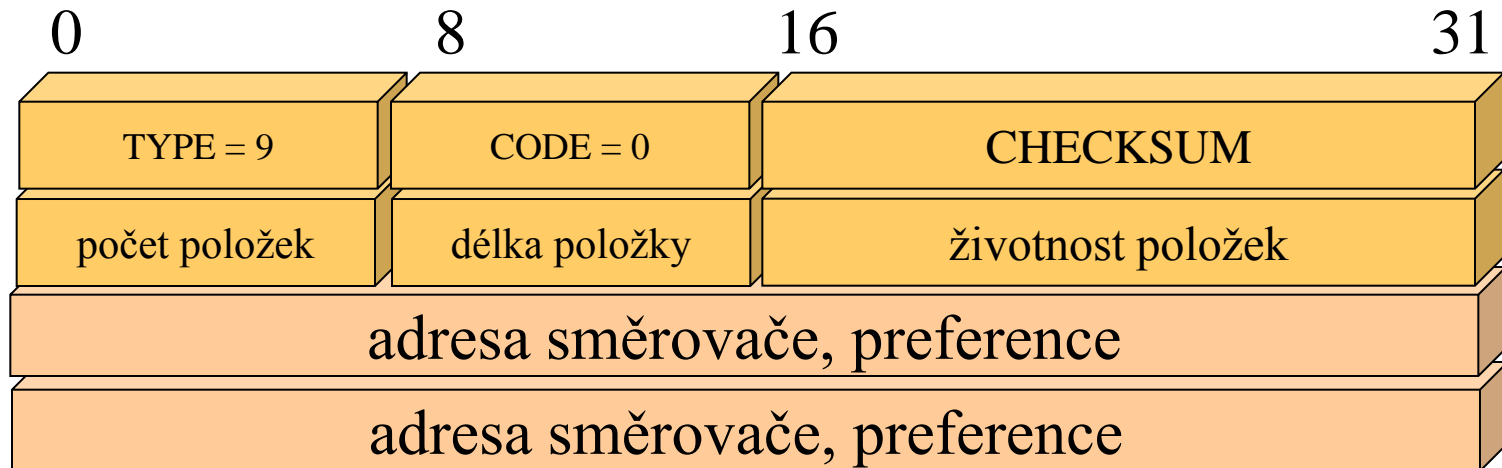 0 8 16 31
TYPE = 9 CODE = 0 CHECKSUM
počet položek délka položky životnost položek
adresa směrovače, preference
adresa směrovače, preference